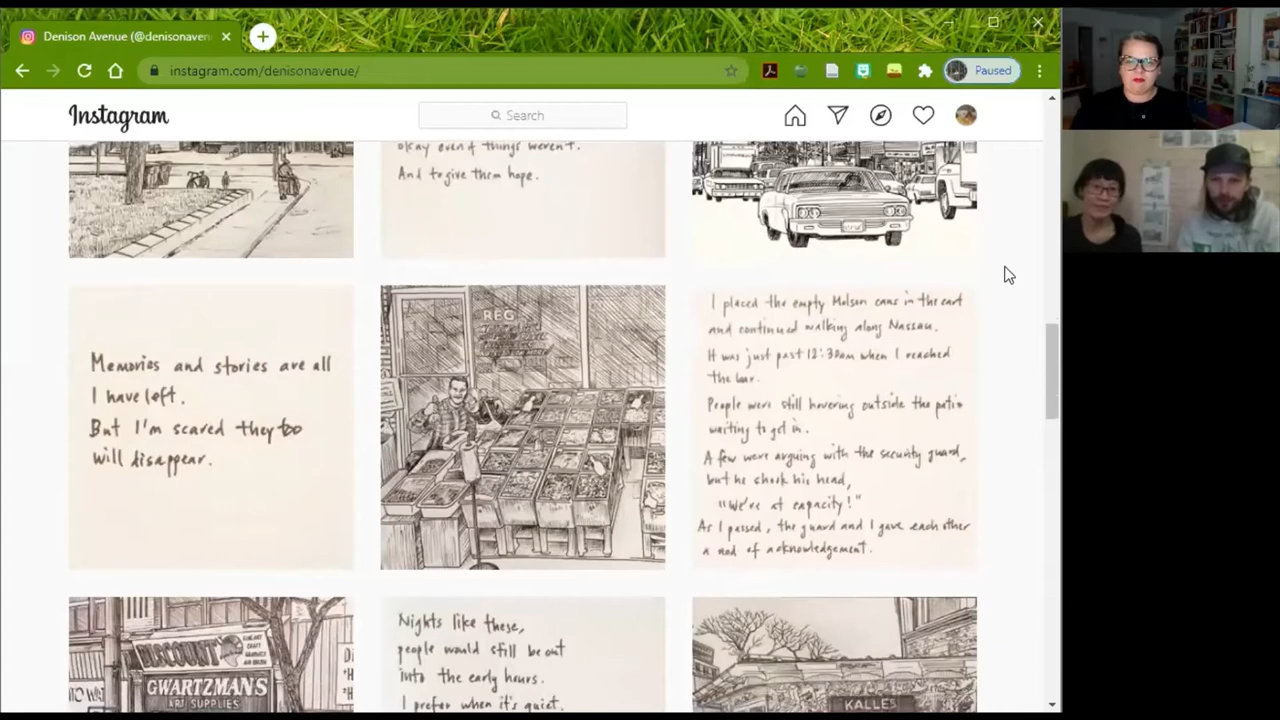 Denison Avenue (@denisonaven
instagram.com/denisonavenue/
Paused
Instagram
Search
okay even if things weren't.
And to give them hope.
Memories and stories are all
I have left.
But I'm scared they too
will disappear.
REG
I placed the empty Molson cans in the cart
and continued walking along Nassau.
It was just past 12:30am when I reached
the bar.
People were still hovering outside the patio
waiting to get in.
A few were arguing with the security guard,
but he shook his head,
"We're at capacity!"
As I passed, the guard and I gave each other
a nod of acknowledgement.
DISCOUNT
GWARTZMAN'S
ART SUPPLIES
Nights like these,
people would still be out
into the early hours.
I prefer when it's quiet.
KALLES